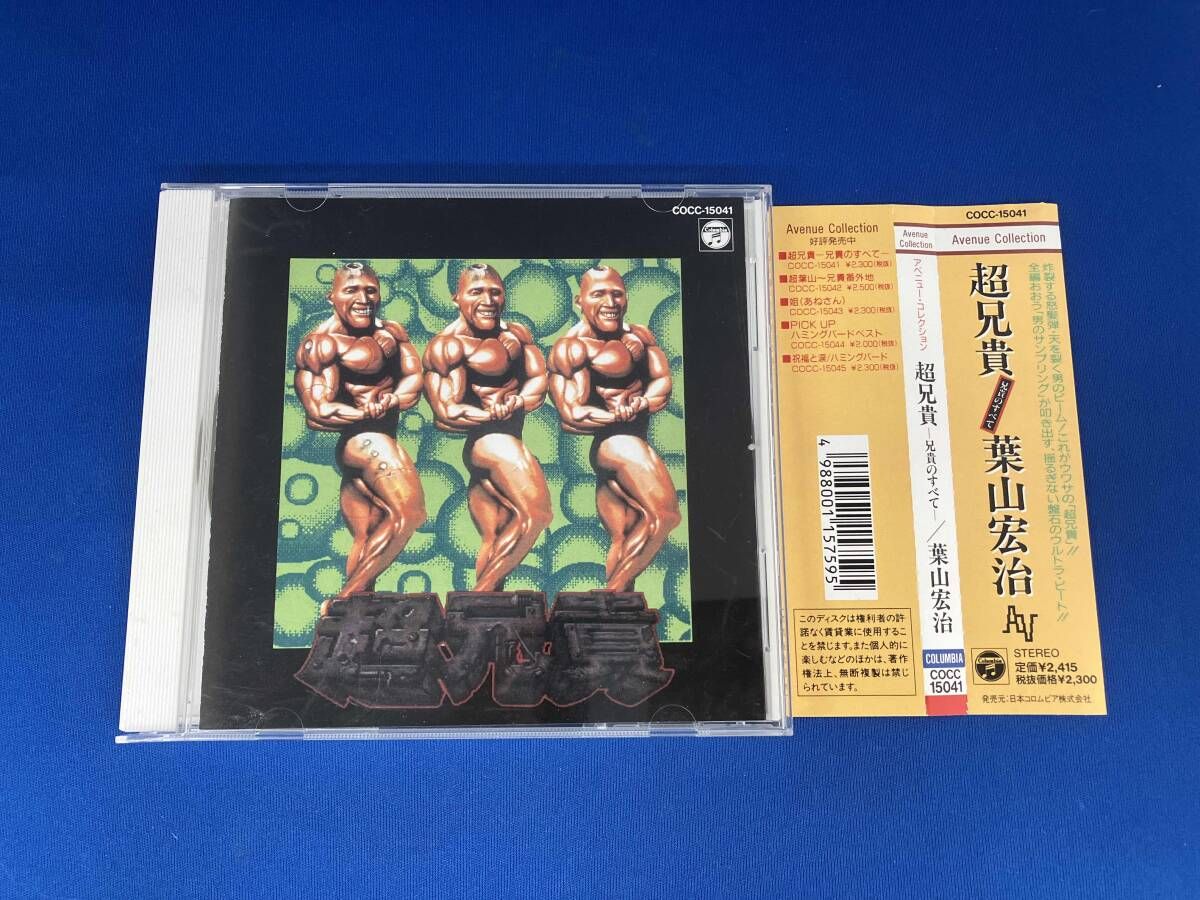 COCC-15041
Columbia
超兄貴
Avenue Collection
好評発売中
■超兄貴ー兄貴のすべてー
COCC-15041 ¥2,300(税抜)
■超葉山〜兄貴番外地
COCC-15042 ¥2,500(税抜)
■姐(あねさん)
COCC-15043 ¥2,300(税抜)
■PICK UP
ハミングバードベスト
COCC-15044 ¥2,000(税抜)
■祝福と涙/ハミングバード
COCC-15045 ¥2,300(税抜)
4 988001 157595
このディスクは権利者の許
諾なく賃貸業に使用するこ
とを禁じます。また個人的に
楽しむなどのほかは、著作
権法上、無断複製は禁じ
られています。
Avenue
Collection
アベニュー・コレクション
超兄貴 ―兄貴のすべて― / 葉山宏治
COLUMBIA
COCC
15041
COCC-15041
Avenue Collection
炸裂する怒髪弾・天を裂く男のビーム!これがウワサの「超兄貴」!!
全編おおう「男のサンプリング」が叩き出す、揺るぎない盤石のウルトラ・ビート!!
超兄貴 兄貴のすべて 葉山宏治
AV
Columbia
STEREO
定価¥2,415
税抜価格¥2,300
発売元:日本コロムビア株式会社